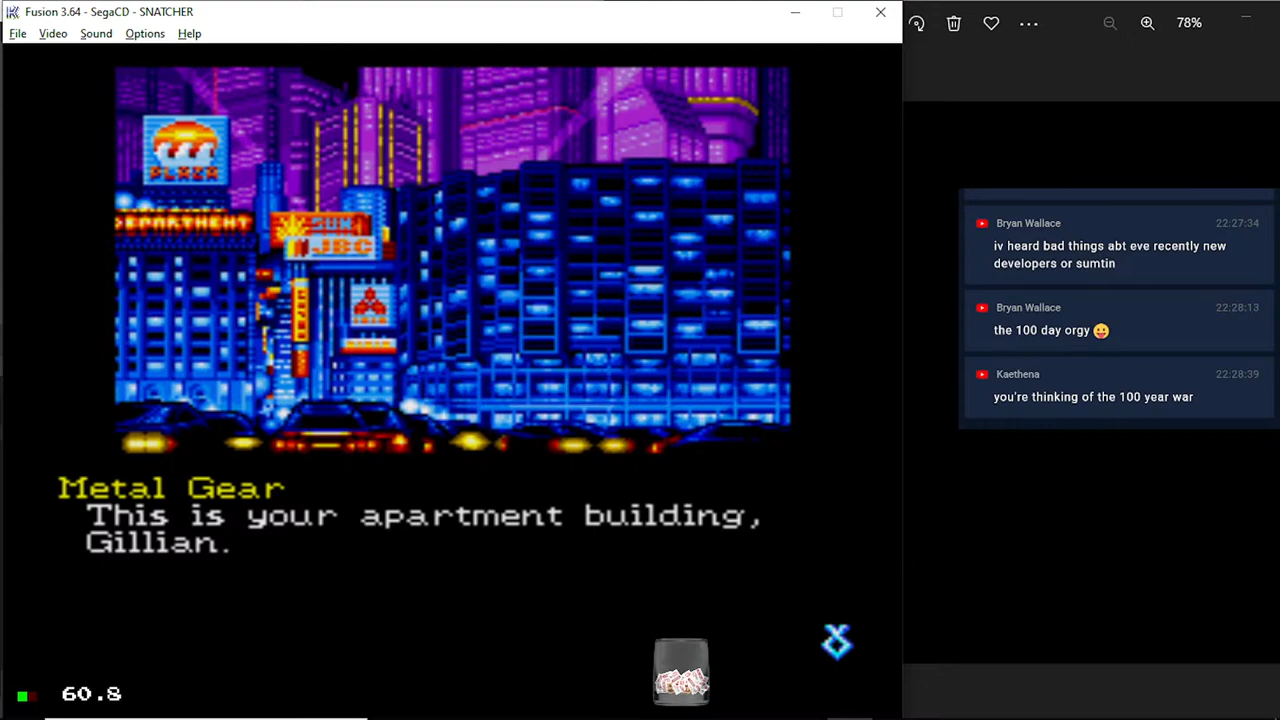 Fusion 3.64 - SegaCD - SNATCHER
File Video Sound Options Help
78%
PLAZA
DEPARTMENT
SUN
JBC
Bryan Wallace 22:27:34
iv heard bad things abt eve recently new
developers or sumtin
Bryan Wallace 22:28:13
the 100 day orgy 😛
Kaethena 22:28:39
you're thinking of the 100 year war
Metal Gear
This is your apartment building,
Gillian.
60.8